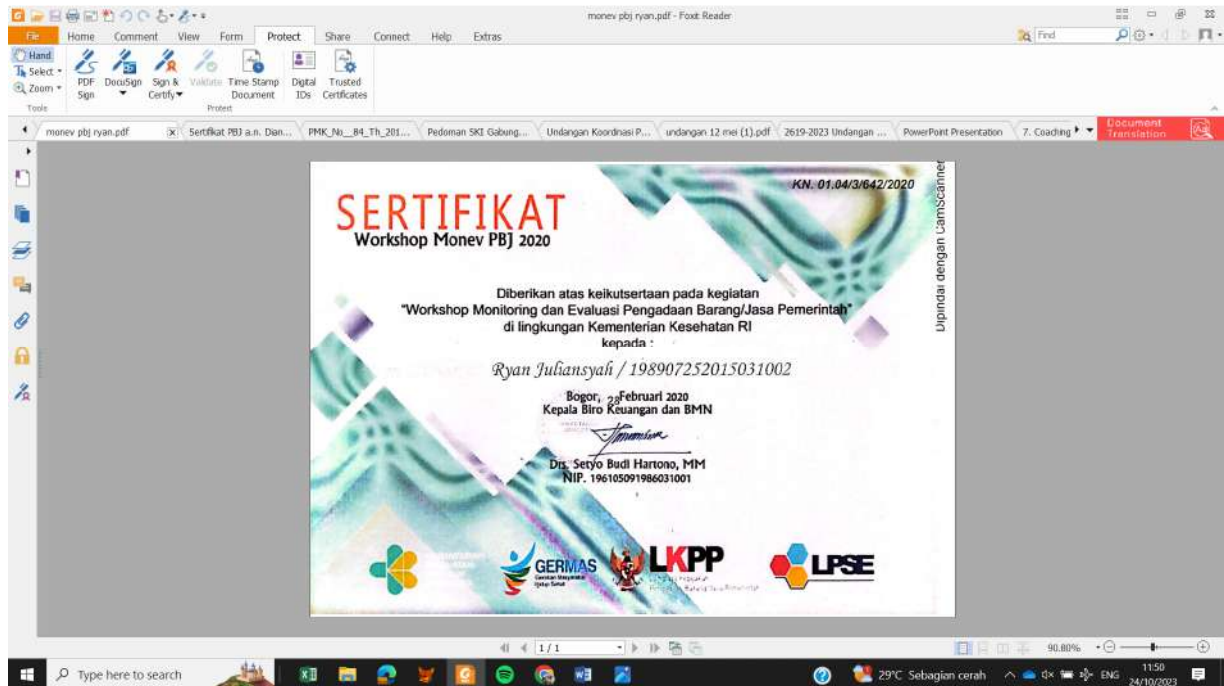 monev pbj ryan.pdf - Foxit Reader
File Home Comment View Form Protect Share Connect Help Extras
Find
Hand
Select
Zoom
Tools
PDF Sign
DocuSign
Sign & Certify
Validate
Time Stamp Document
Digital IDs
Trusted Certificates
Protect
monev pbj ryan.pdf
Sertifikat PBJ a.n. Dian...
PMK_No__84_Th_201...
Pedoman SKI Gabung...
Undangan Koordnasi P...
undangan 12 mei (1).pdf
2619-2023 Undangan ...
PowerPoint Presentation
7. Coaching
Document Translation
KN. 01.04/3/642/2020
Dipindai dengan CamScanner
SERTIFIKAT
Workshop Monev PBJ 2020
Diberikan atas keikutsertaan pada kegiatan
"Workshop Monitoring dan Evaluasi Pengadaan Barang/Jasa Pemerintah"
di lingkungan Kementerian Kesehatan RI
kepada :
Ryan Juliansyah / 198907252015031002
Bogor, 28 Februari 2020
Kepala Biro Keuangan dan BMN
Drs. Setyo Budi Hartono, MM
NIP. 196105091986031001
GERMAS
Gerakan Masyarakat
Hidup Sehat
LKPP
LPSE
1 / 1
90.80%
Type here to search
29°C Sebagian cerah
ENG
11:50
24/10/2023